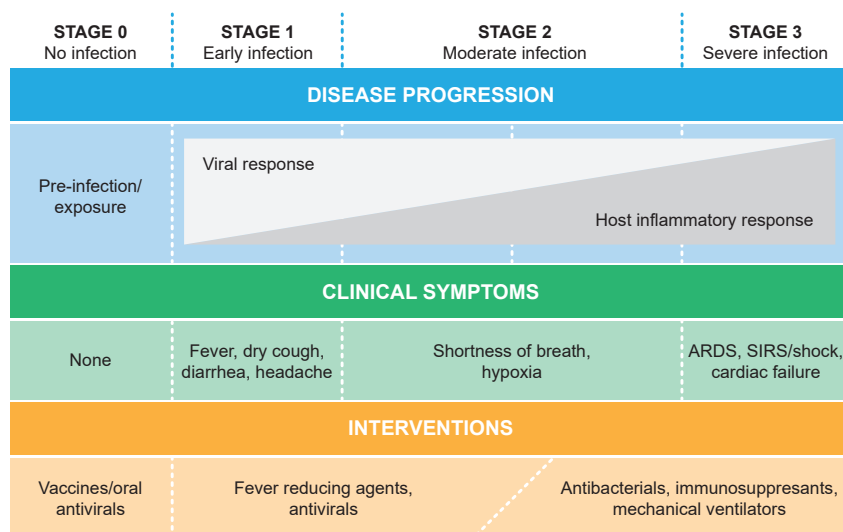 STAGE 0
No infection
STAGE 1
Early infection
STAGE 2
Moderate infection
STAGE 3
Severe infection
DISEASE PROGRESSION
Pre-infection/
exposure
Viral response
Host inflammatory response
CLINICAL SYMPTOMS
None
Fever, dry cough,
diarrhea, headache
Shortness of breath,
hypoxia
ARDS, SIRS/shock,
cardiac failure
INTERVENTIONS
Vaccines/oral
antivirals
Fever reducing agents,
antivirals
Antibacterials, immunosuppresants,
mechanical ventilators